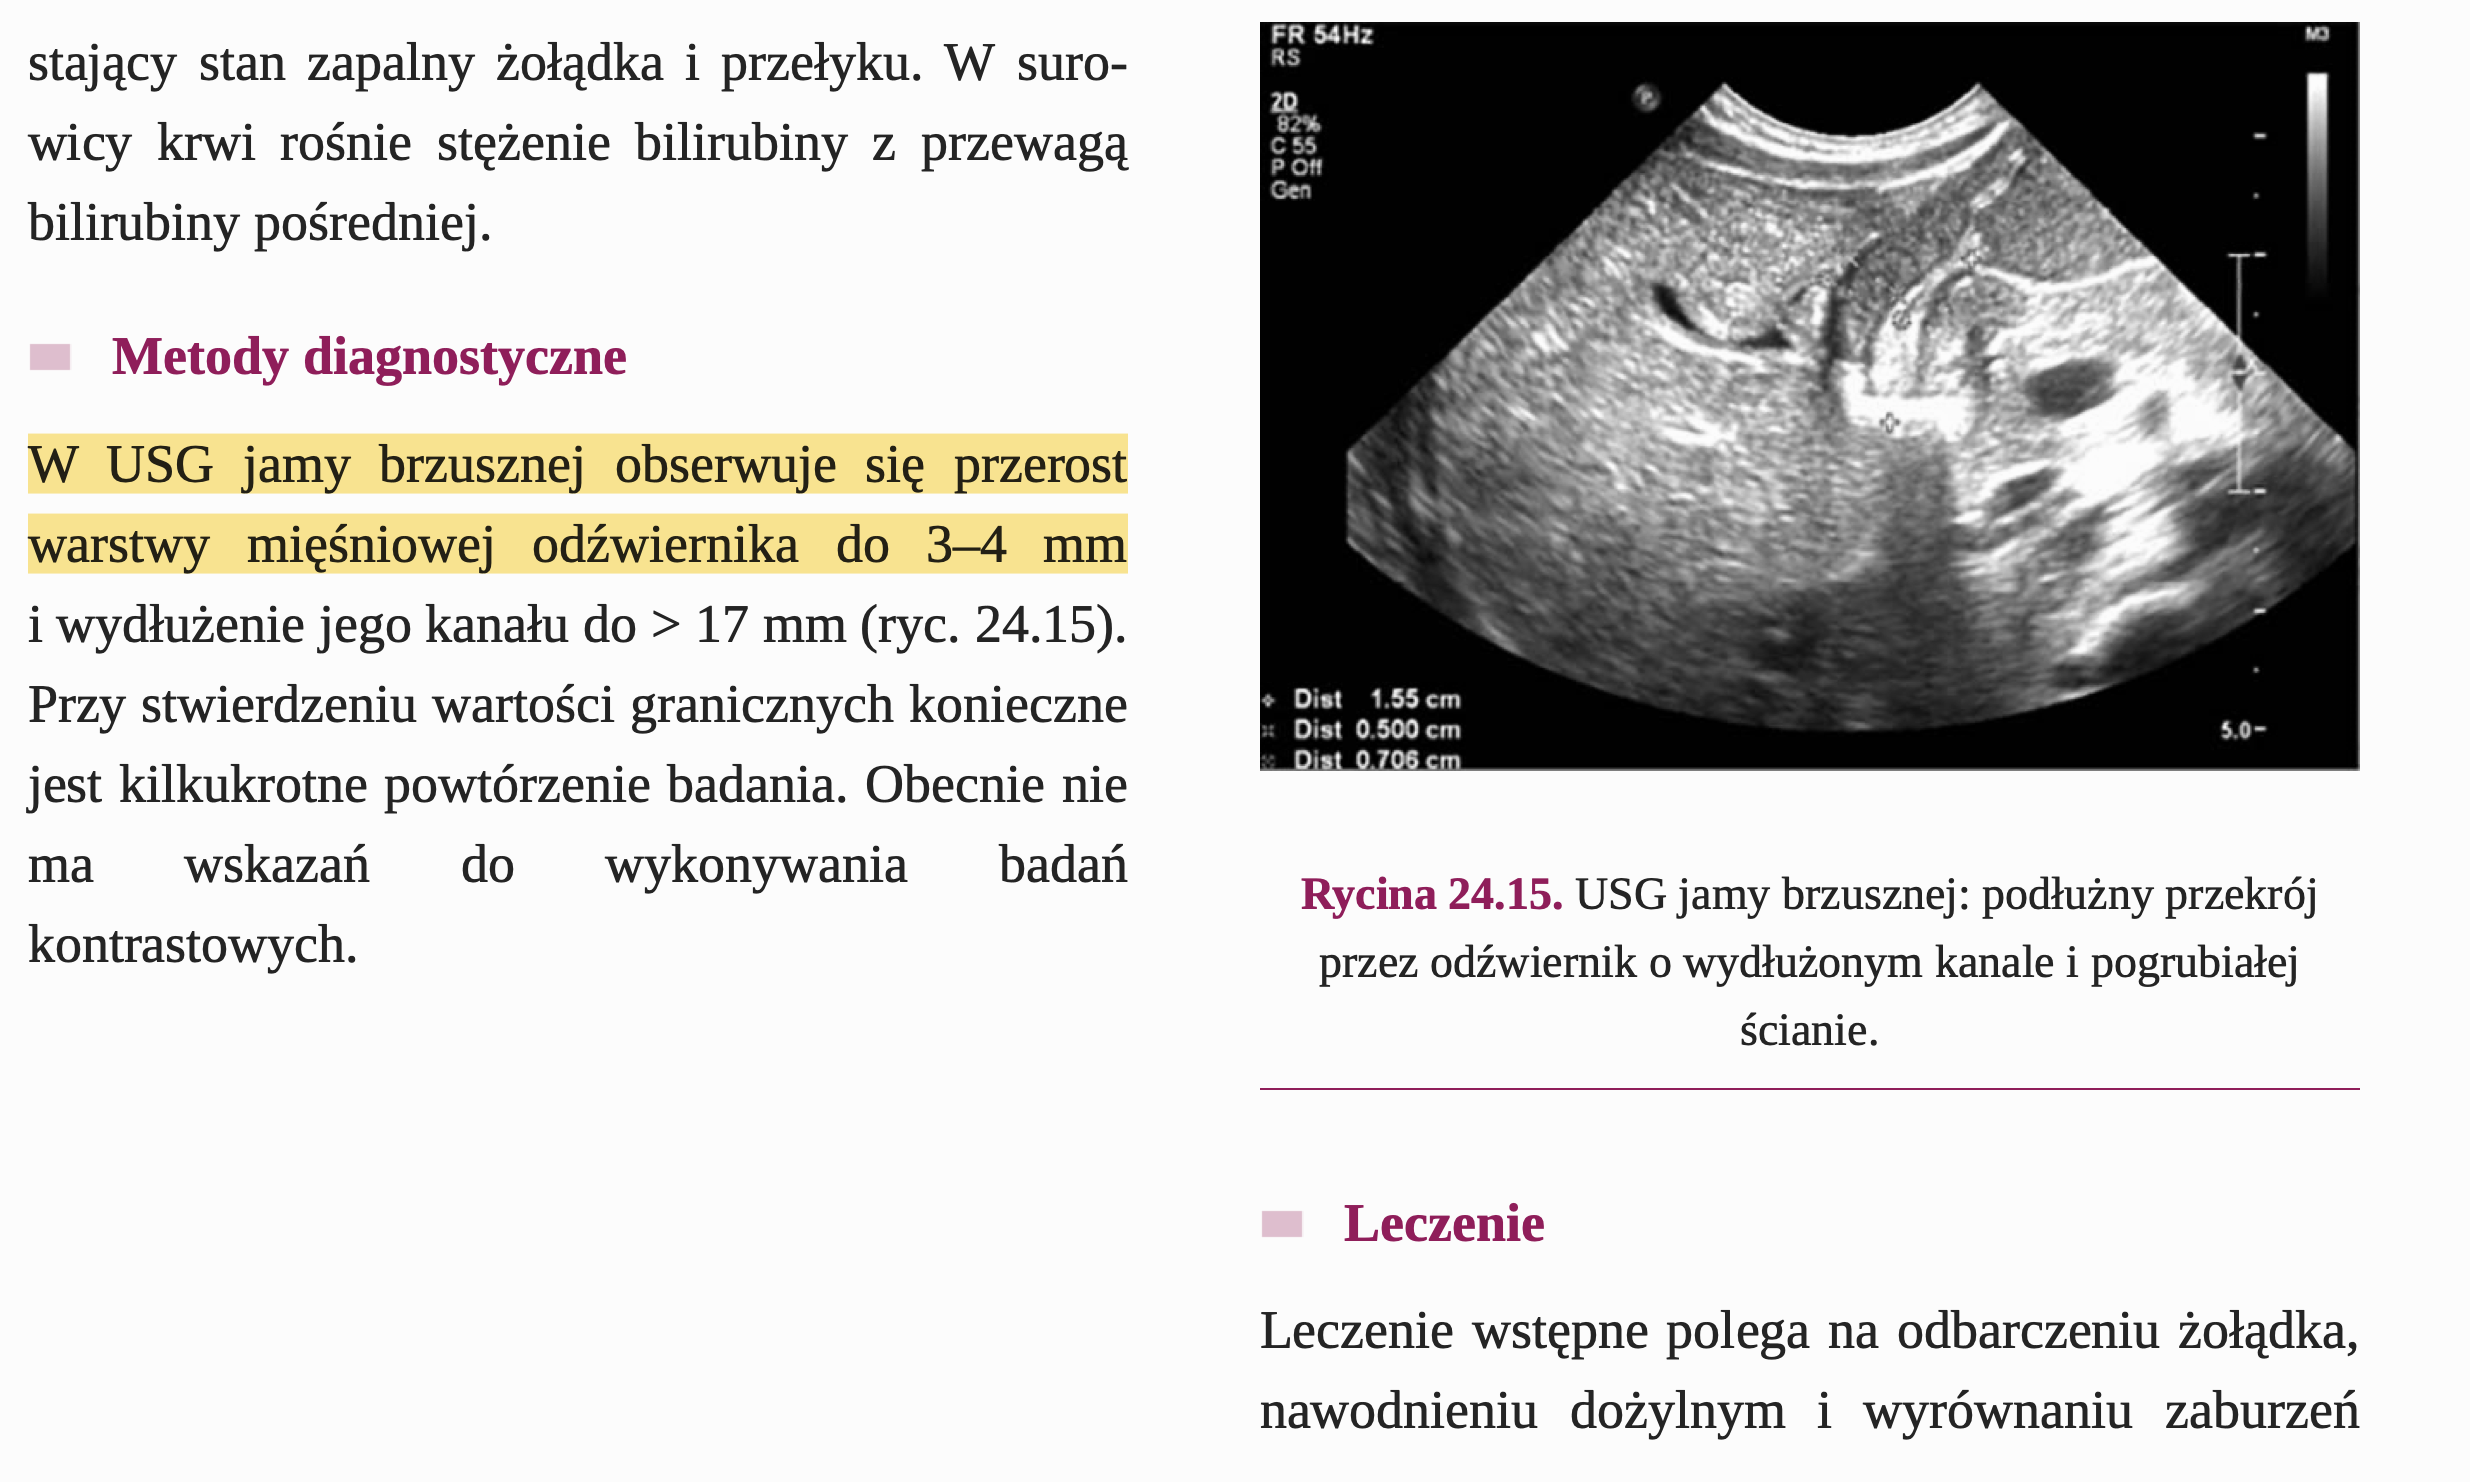 stający stan zapalny żołądka i przełyku. W suro-
wicy krwi rośnie stężenie bilirubiny z przewagą
bilirubiny pośredniej.
Metody diagnostyczne
W USG jamy brzusznej obserwuje się przerost
warstwy mięśniowej odźwiernika do 3–4 mm
i wydłużenie jego kanału do > 17 mm (ryc. 24.15).
Przy stwierdzeniu wartości granicznych konieczne
jest kilkukrotne powtórzenie badania. Obecnie nie
ma wskazań do wykonywania badań
kontrastowych.
FR 54Hz
RS
2D
82%
C 55
P Off
Gen
P
M3
5.0
Dist 1.55 cm
Dist 0.500 cm
Dist 0.706 cm
Rycina 24.15. USG jamy brzusznej: podłużny przekrój
przez odźwiernik o wydłużonym kanale i pogrubiałej
ścianie.
Leczenie
Leczenie wstępne polega na odbarczeniu żołądka,
nawodnieniu dożylnym i wyrównaniu zaburzeń